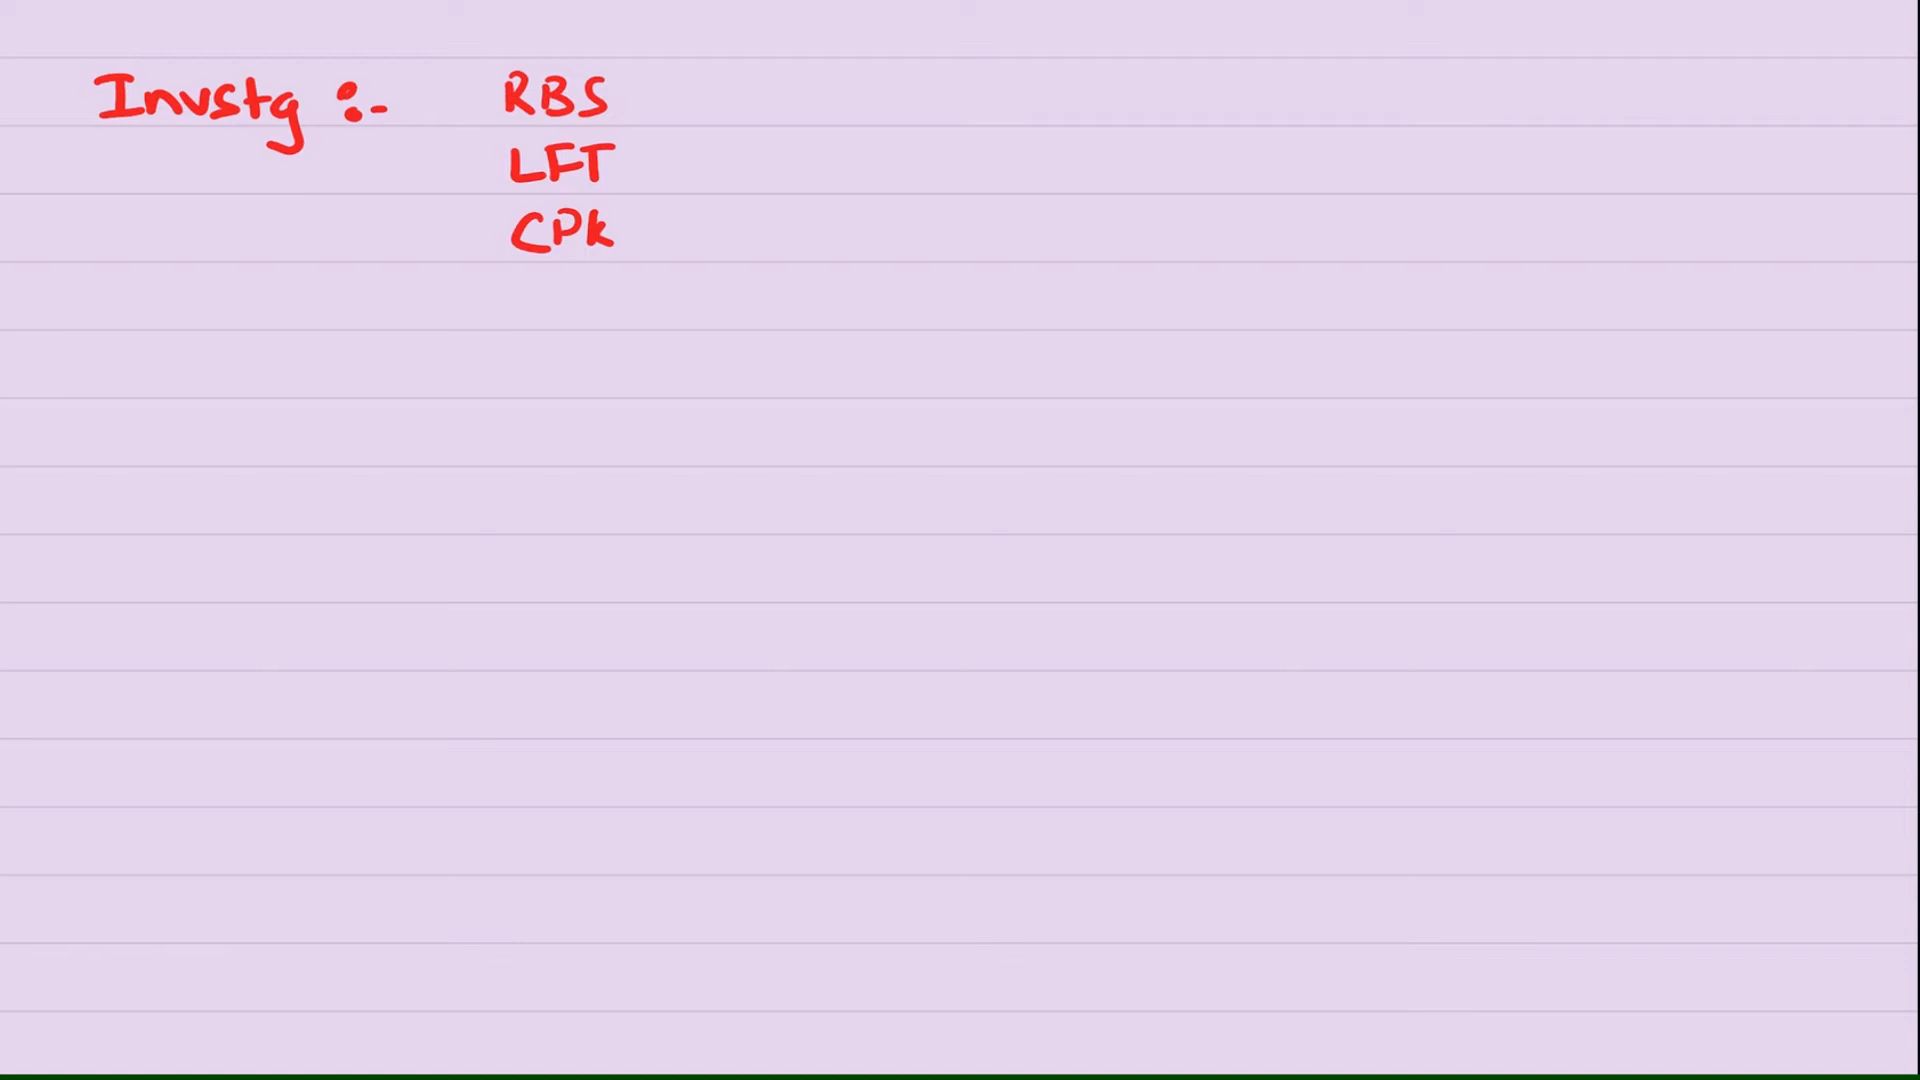 Invstg :- RBS
LFT
CPK